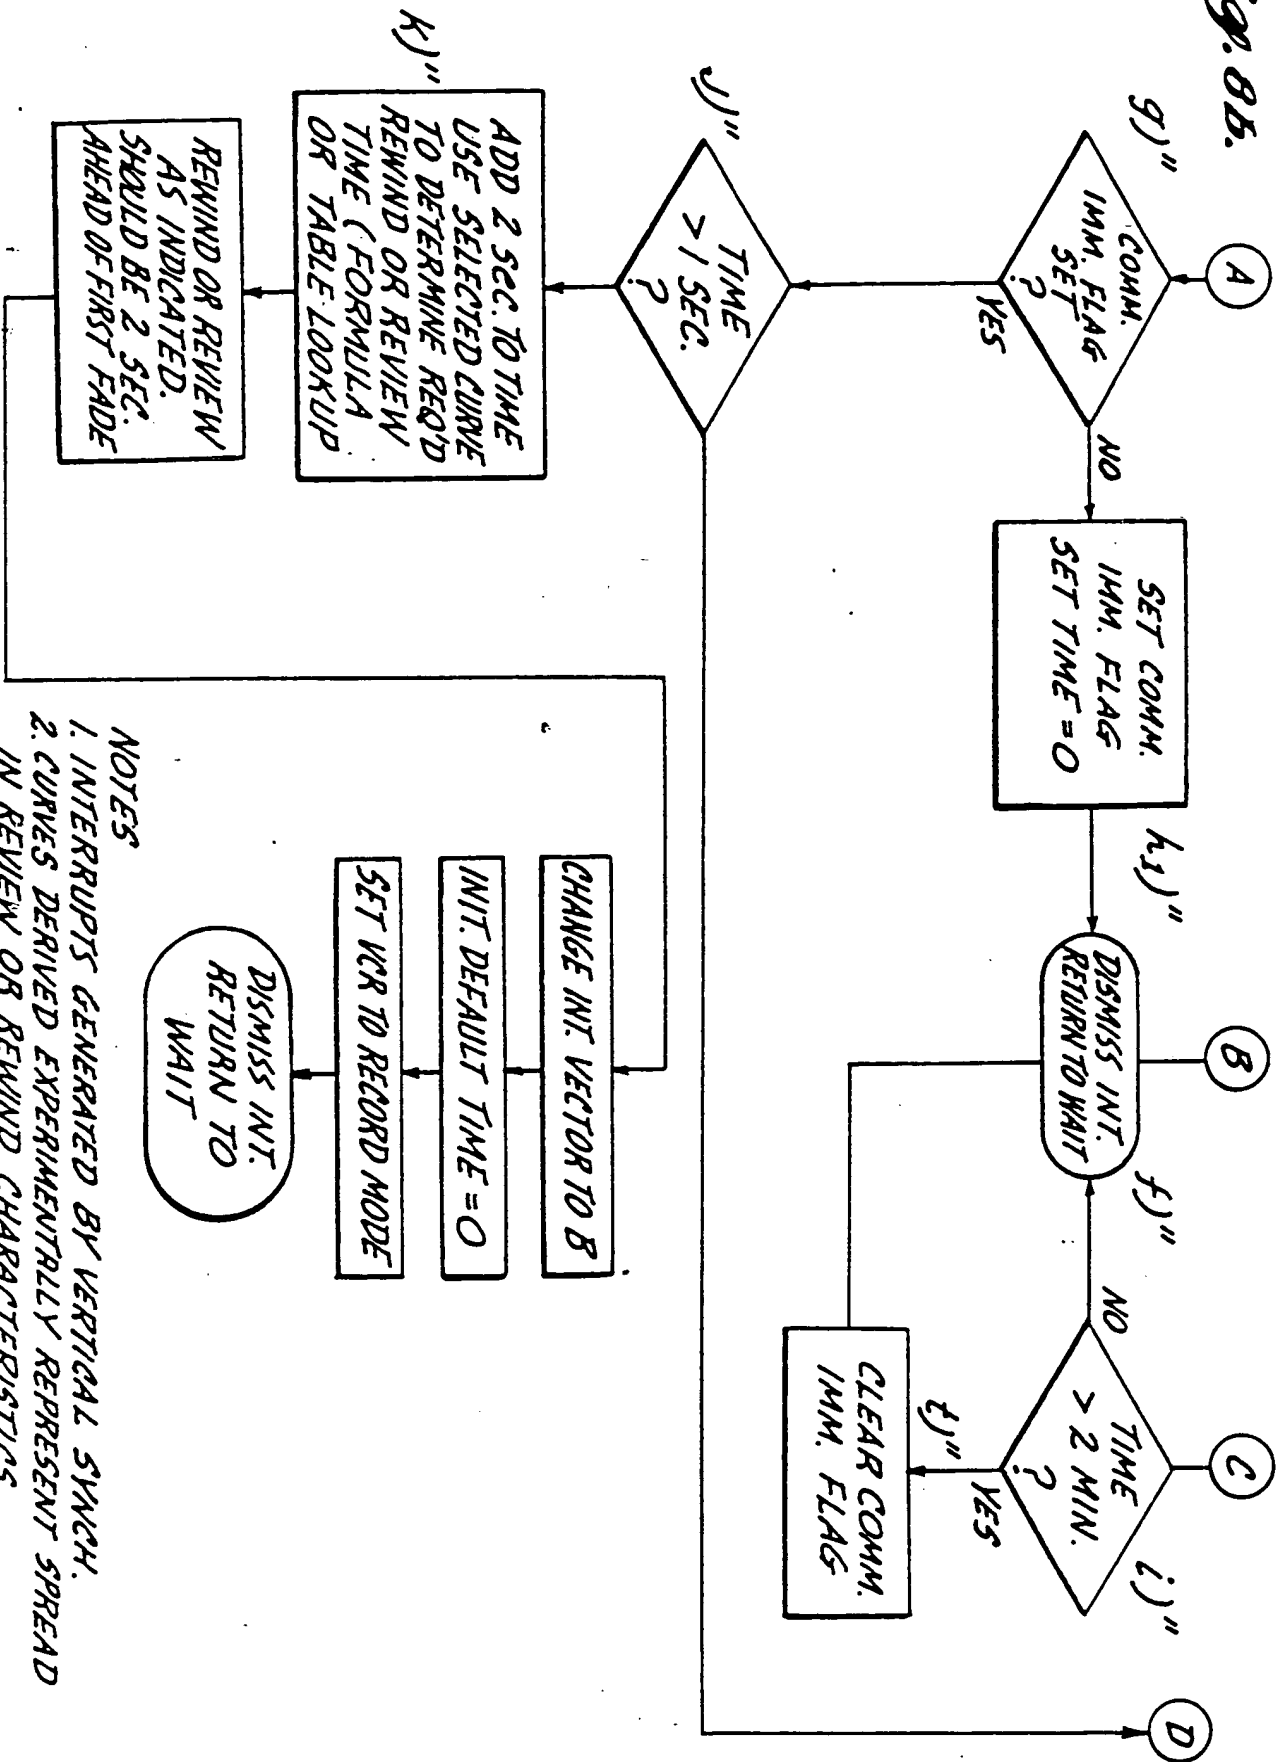 Fig. 8b.
A
g)"
COMM.
IMM. FLAG
SET
?
YES
NO
SET COMM.
IMM. FLAG
SET TIME = 0
h1)"
B
DISMISS INT.
RETURN TO WAIT
f)"
C
i)"
TIME
> 2 MIN.
?
NO
YES
t)"
CLEAR COMM.
IMM. FLAG
D
J)"
TIME
> 1 SEC.
?
k)"
ADD 2 SEC. TO TIME
USE SELECTED CURVE
TO DETERMINE REQ'D
REWIND OR REVIEW
TIME (FORMULA
OR TABLE-LOOKUP
REWIND OR REVIEW
AS INDICATED.
SHOULD BE 2 SEC.
AHEAD OF FIRST FADE
CHANGE INT. VECTOR TO B
INIT. DEFAULT TIME = 0
SET VCR TO RECORD MODE
DISMISS INT.
RETURN TO
WAIT
NOTES
1. INTERRUPTS GENERATED BY VERTICAL SYNCH.
2. CURVES DERIVED EXPERIMENTALLY REPRESENT SPREAD
IN REVIEW OR REWIND CHARACTERISTICS